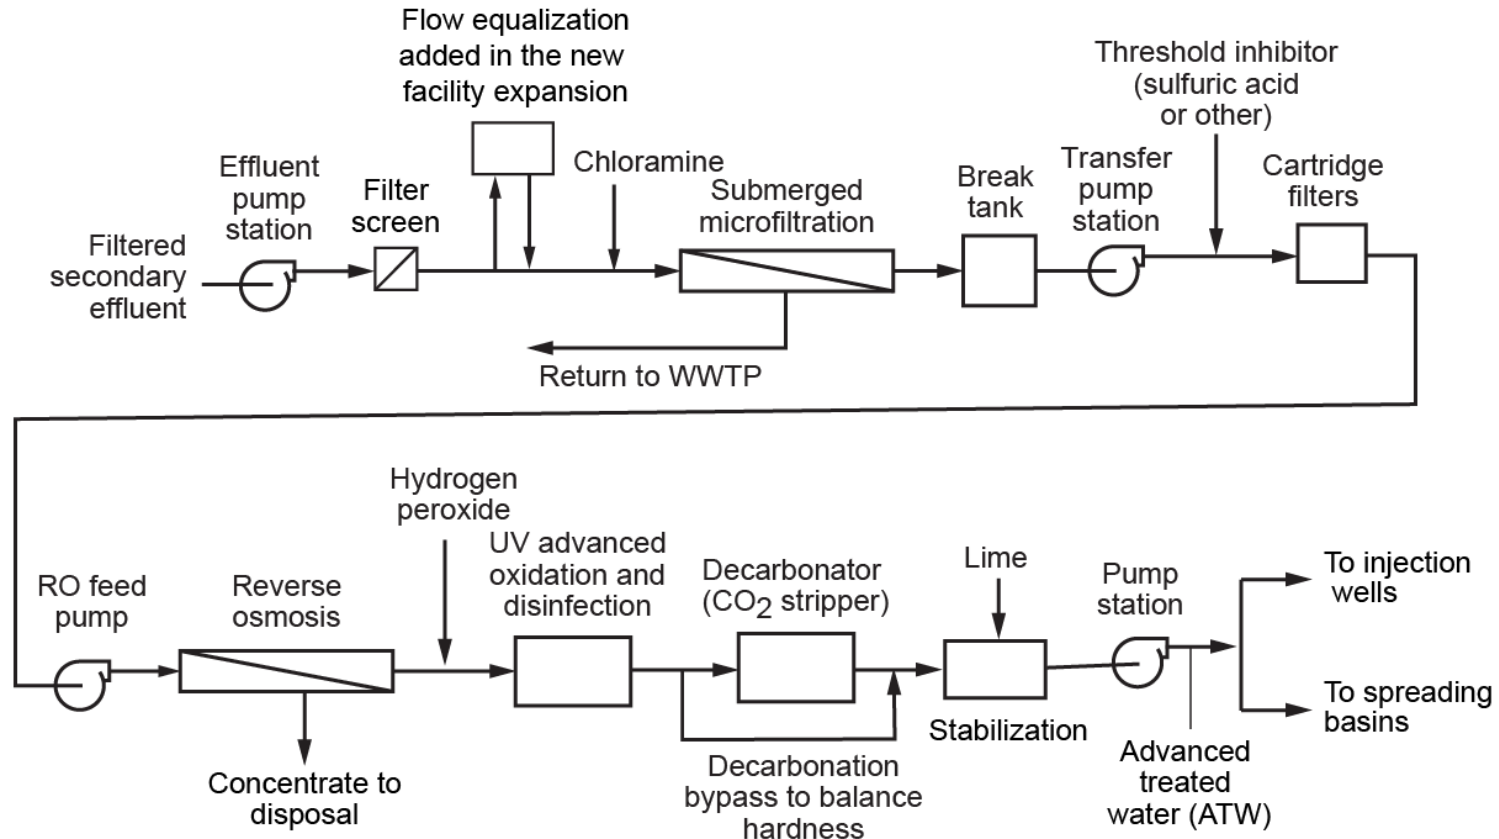 Flow equalization
added in the new
facility expansion
Effluent
pump
station
Filter
screen
Chloramine
Submerged
microfiltration
Break
tank
Transfer
pump
station
Threshold inhibitor
(sulfuric acid
or other)
Cartridge
filters
Filtered
secondary
effluent
Return to WWTP
RO feed
pump
Reverse
osmosis
Hydrogen
peroxide
UV advanced
oxidation and
disinfection
Decarbonator
(CO2 stripper)
Lime
Pump
station
To injection
wells
To spreading
basins
Stabilization
Concentrate to
disposal
Decarbonation
bypass to balance
hardness
Advanced
treated
water (ATW)